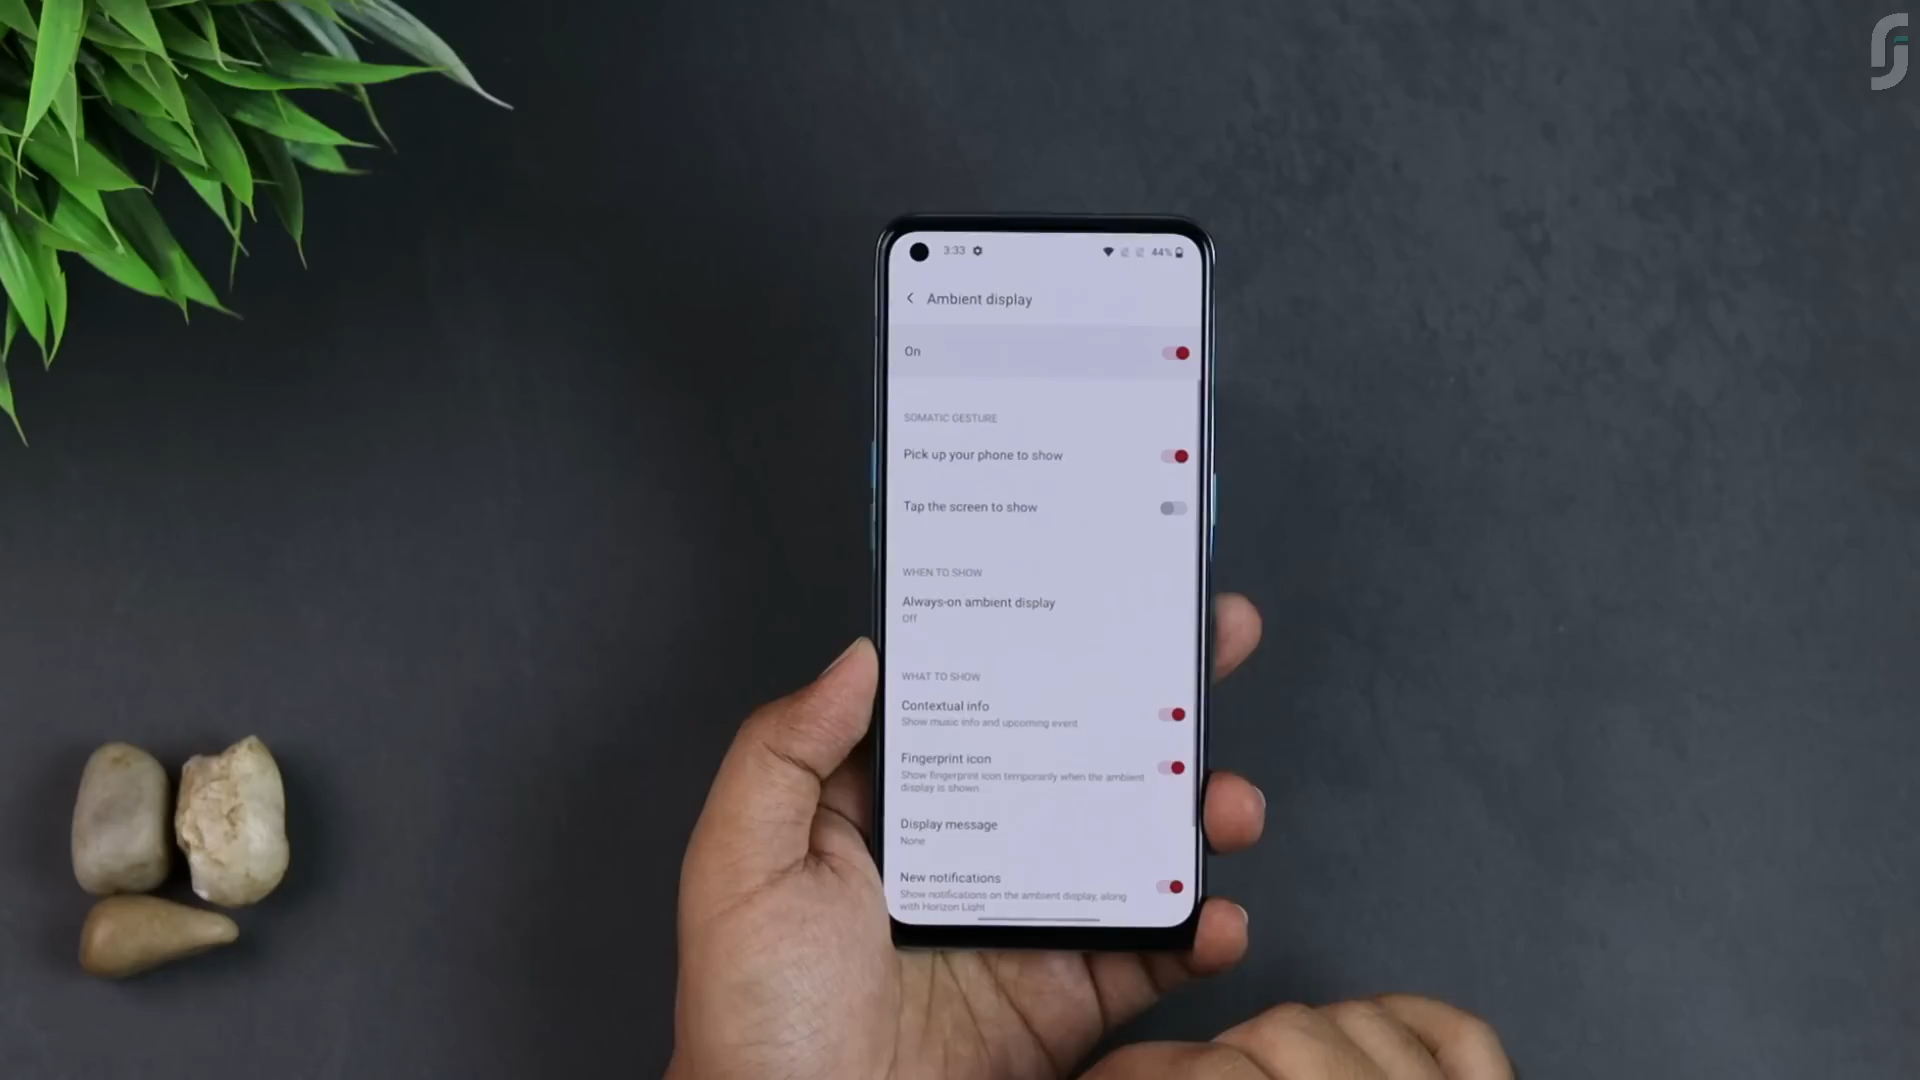 3:33
44%
Ambient display
On
SOMATIC GESTURE
Pick up your phone to show
Tap the screen to show
WHEN TO SHOW
Always-on ambient display
Off
WHAT TO SHOW
Contextual info
Show music info and upcoming event
Fingerprint icon
Show fingerprint icon temporarily when the ambient
display is shown
Display message
None
New notifications
Show notifications on the ambient display, along
with Horizon Light